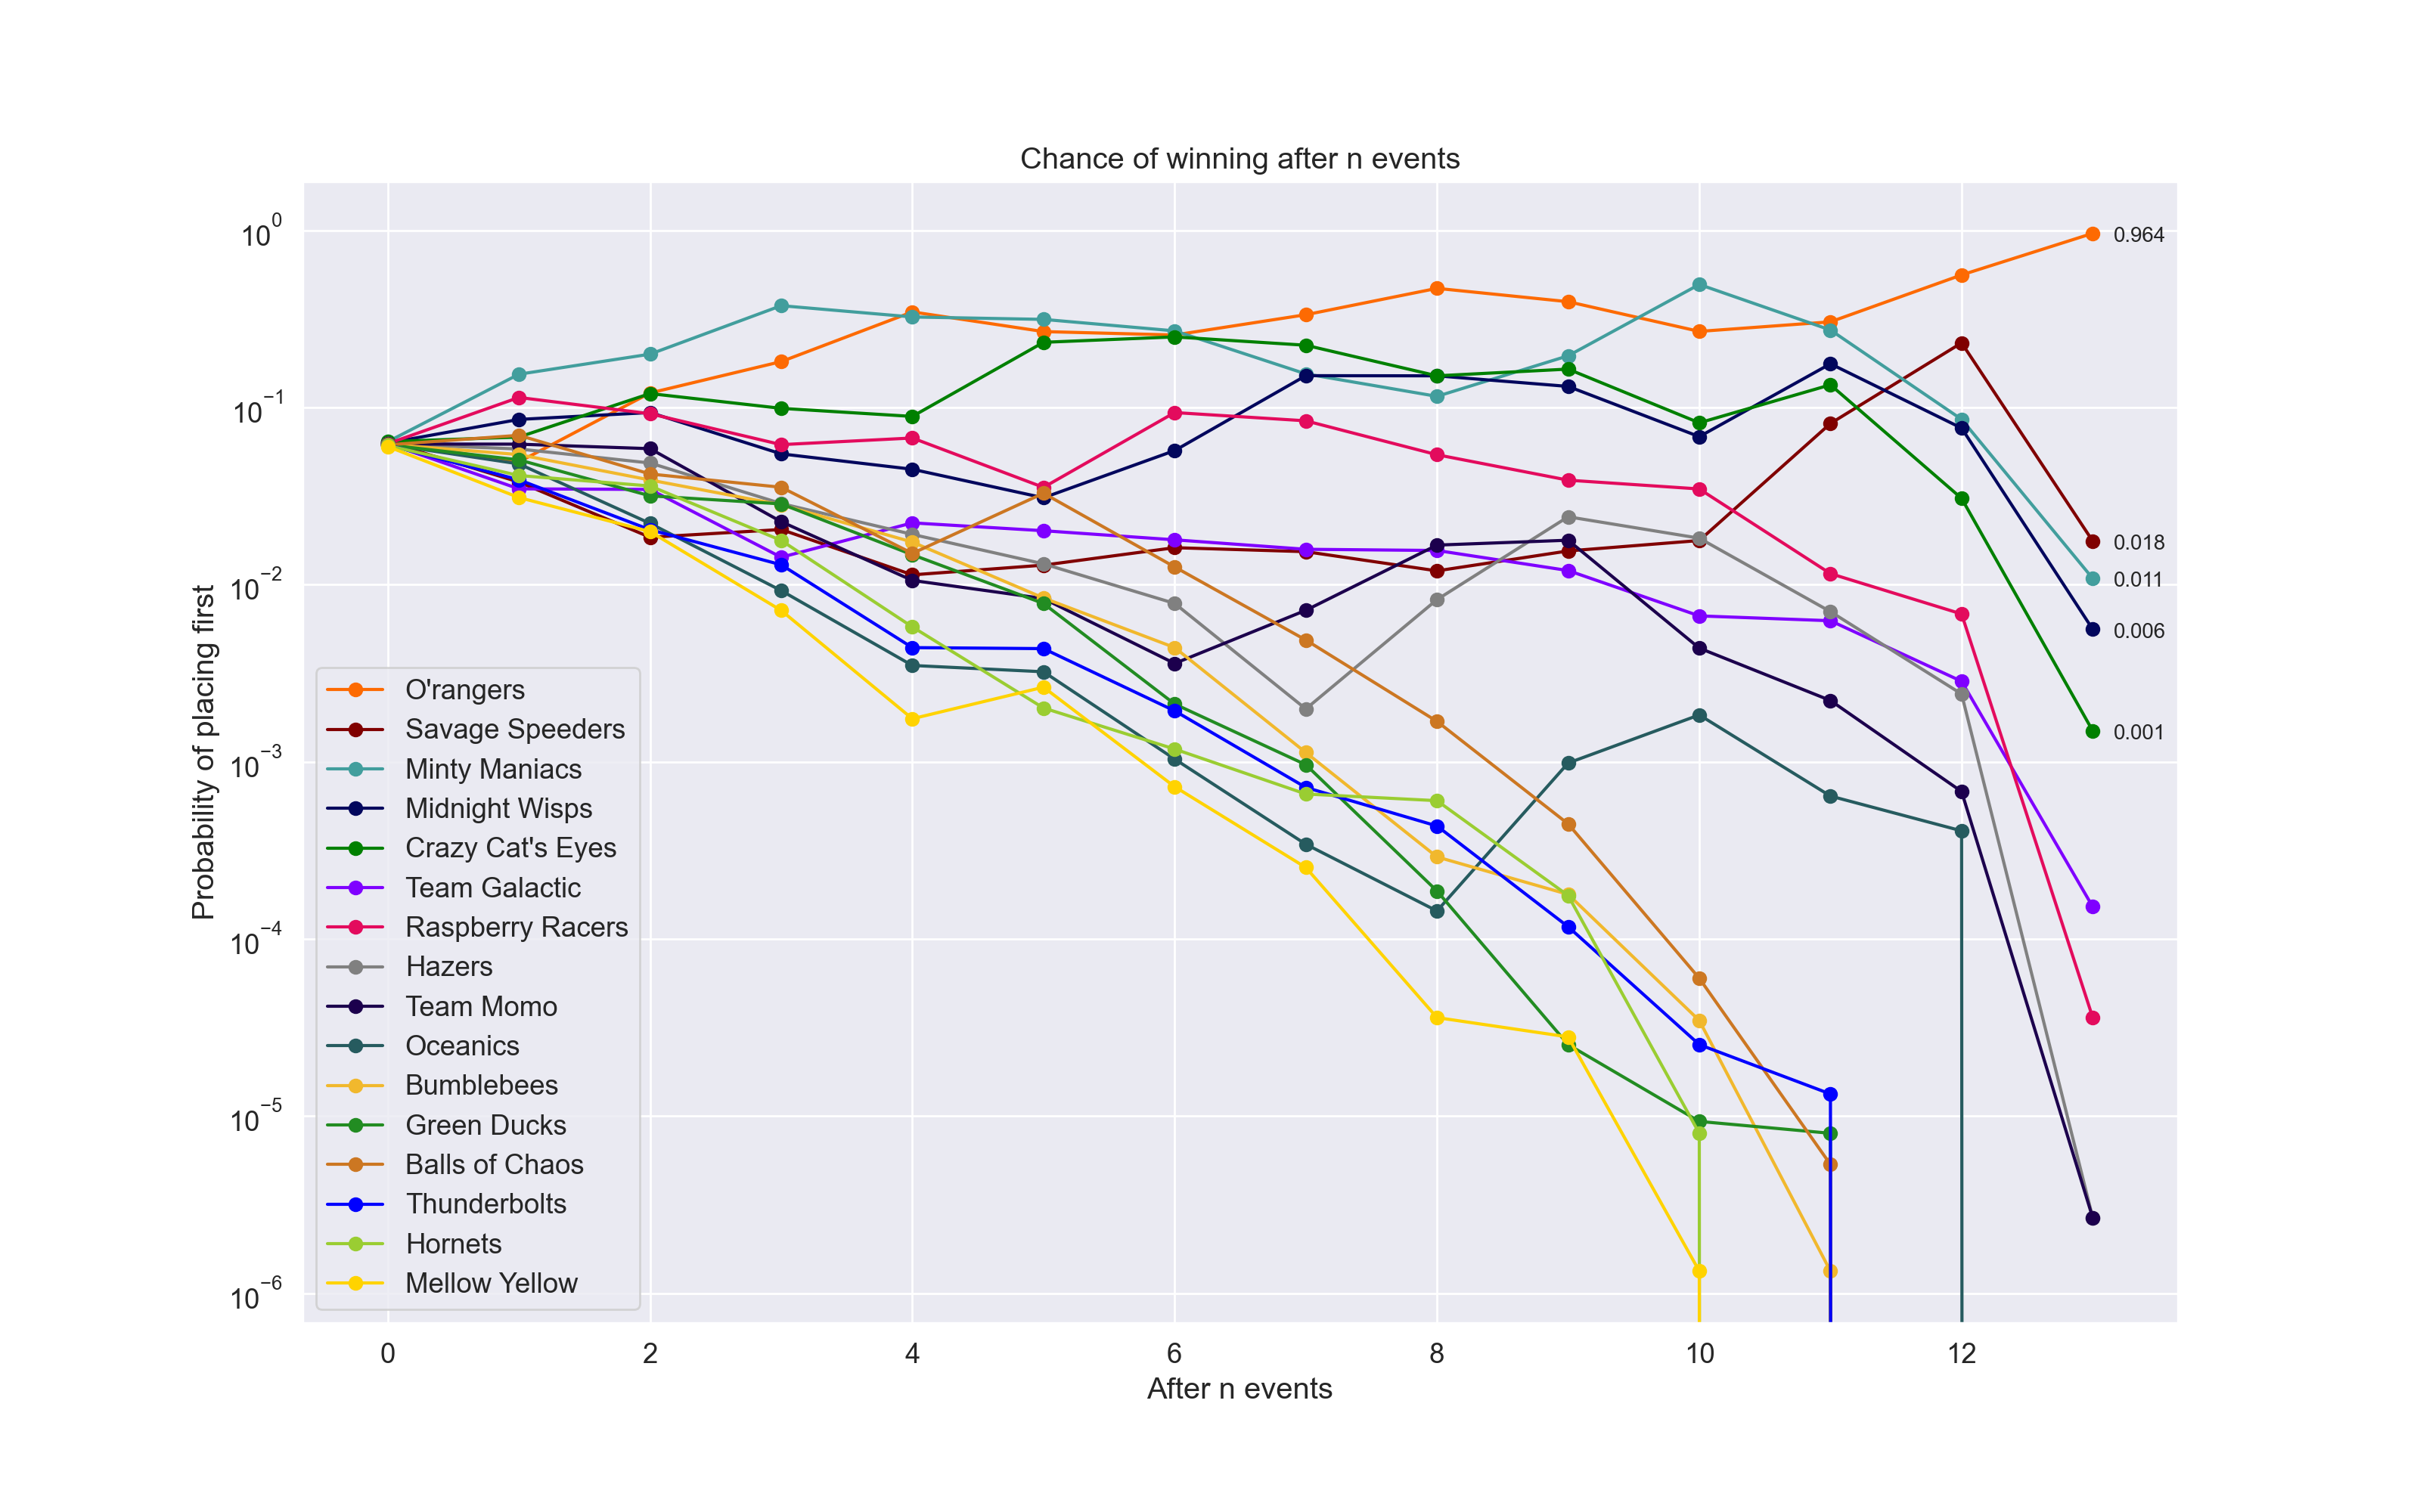 Chance of winning after n events
Probability of placing first
10⁰
10⁻¹
10⁻²
10⁻³
10⁻⁴
10⁻⁵
10⁻⁶
0.964
0.018
0.011
0.006
0.001
O'rangers
Savage Speeders
Minty Maniacs
Midnight Wisps
Crazy Cat's Eyes
Team Galactic
Raspberry Racers
Hazers
Team Momo
Oceanics
Bumblebees
Green Ducks
Balls of Chaos
Thunderbolts
Hornets
Mellow Yellow
0 2 4 6 8 10 12
After n events